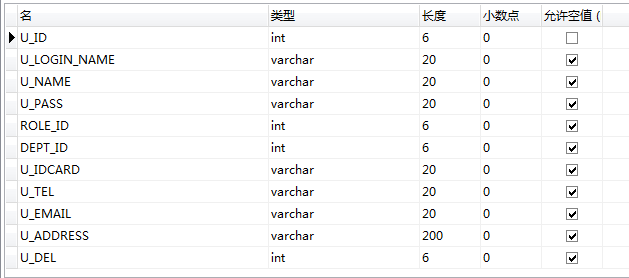 名 类型 长度 小数点 允许空值 (
U_ID int 6 0
U_LOGIN_NAME varchar 20 0
U_NAME varchar 20 0
U_PASS varchar 20 0
ROLE_ID int 6 0
DEPT_ID int 6 0
U_IDCARD varchar 20 0
U_TEL varchar 20 0
U_EMAIL varchar 20 0
U_ADDRESS varchar 200 0
U_DEL int 6 0